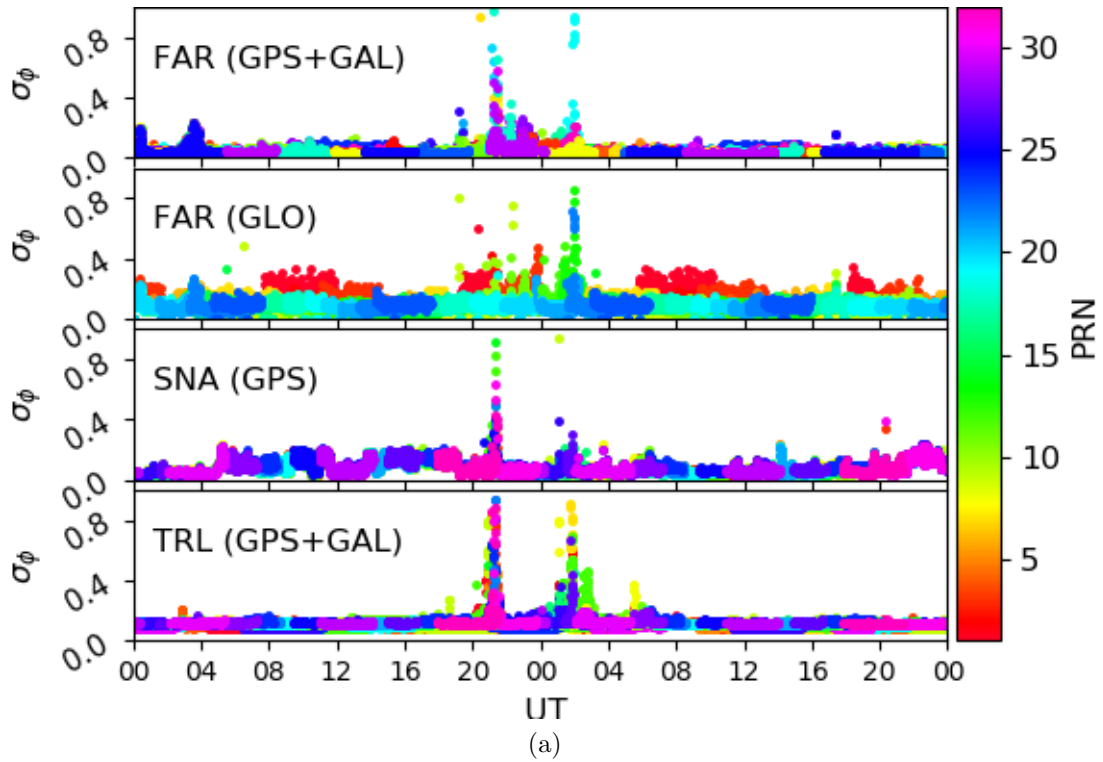 0.8
0.4
0.0
σϕ
FAR (GPS+GAL)
0.8
0.4
0.0
σϕ
FAR (GLO)
0.8
0.4
0.0
σϕ
SNA (GPS)
0.8
0.4
0.0
σϕ
TRL (GPS+GAL)
00 04 08 12 16 20 00 04 08 12 16 20 00
UT
30
25
20
15
10
5
PRN
(a)